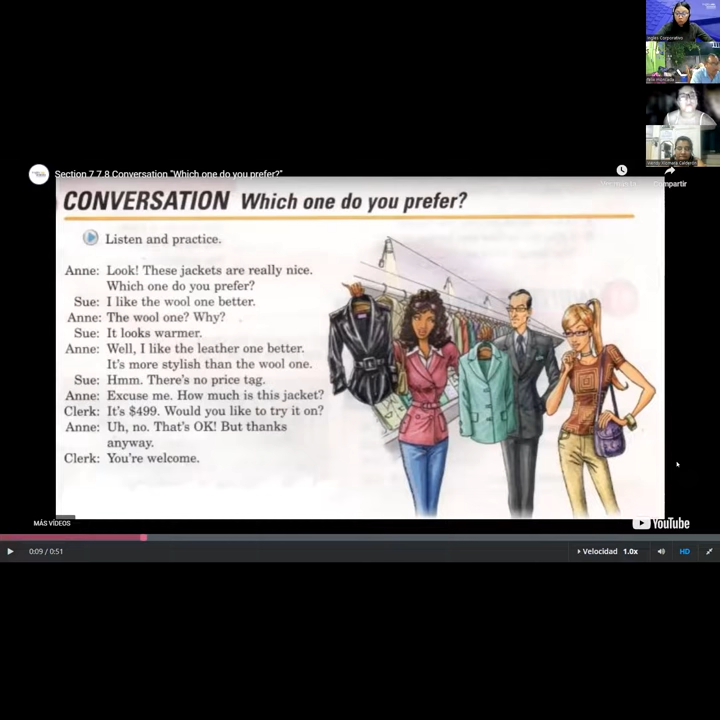 Ingles Corporativo
Section 7.7.8 Conversation "Which one do you prefer?"
CONVERSATION Which one do you prefer?
Listen and practice.
Anne: Look! These jackets are really nice.
Which one do you prefer?
Sue: I like the wool one better.
Anne: The wool one? Why?
Sue: It looks warmer.
Anne: Well, I like the leather one better.
It's more stylish than the wool one.
Sue: Hmm. There's no price tag.
Anne: Excuse me. How much is this jacket?
Clerk: It's $499. Would you like to try it on?
Anne: Uh, no. That's OK! But thanks
anyway.
Clerk: You're welcome.
MÁS VÍDEOS
YouTube
0:09 / 0:51
Velocidad 1.0x
HD